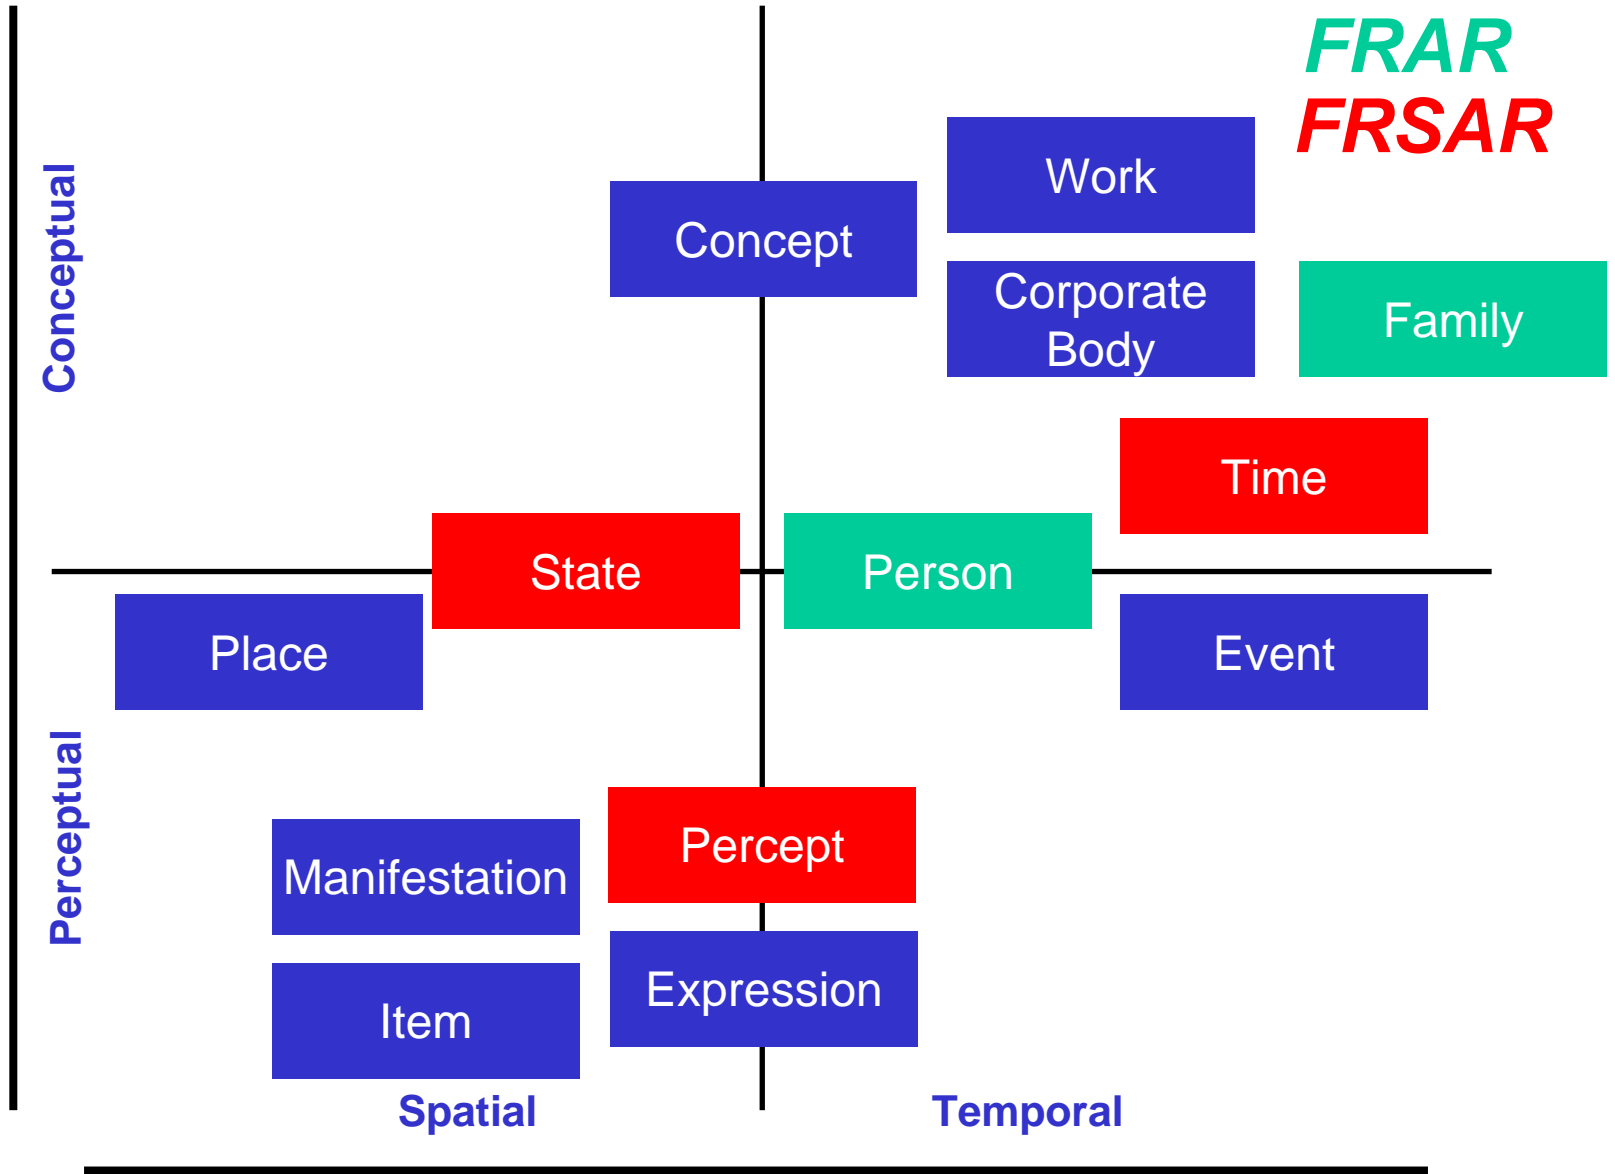 FRAR
FRSAR
Conceptual
Work
Concept
Corporate
Body
Family
Time
State
Person
Place
Event
Perceptual
Percept
Manifestation
Expression
Item
Spatial
Temporal